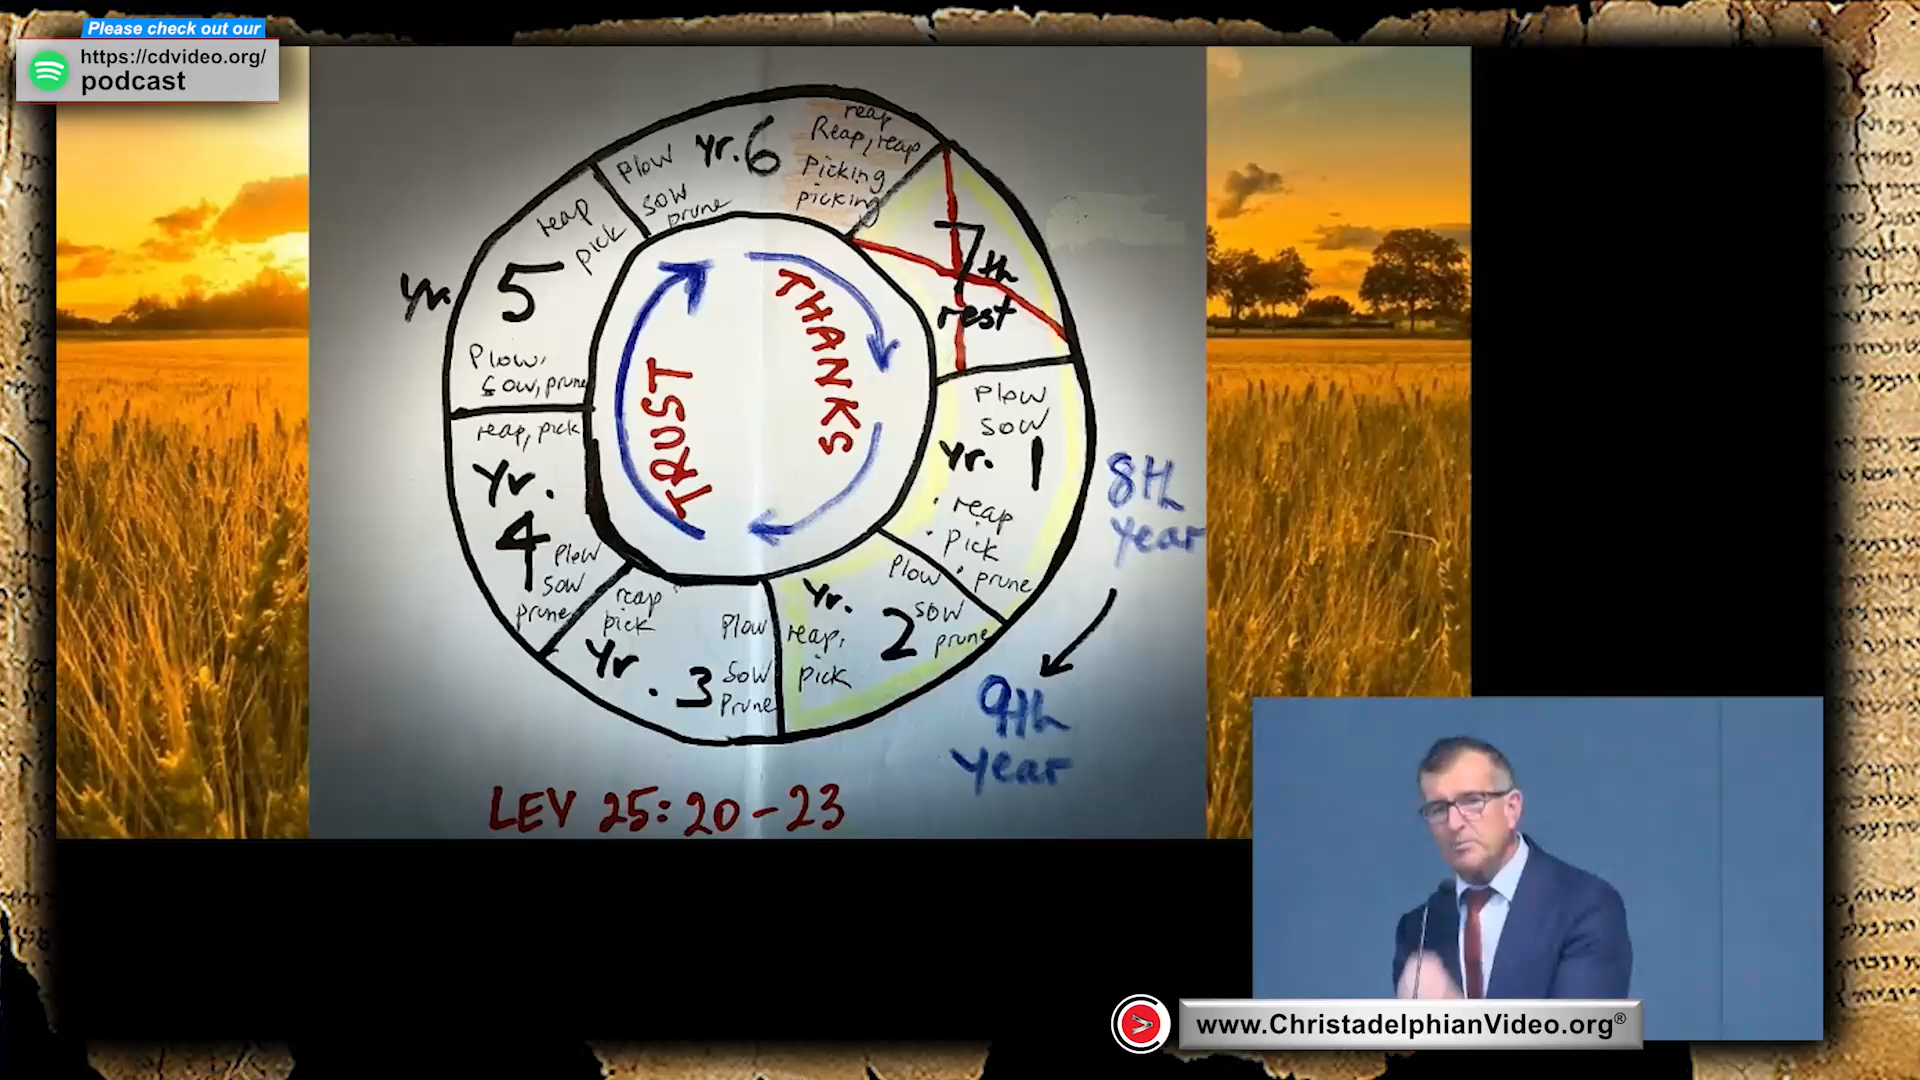 Please check out our
https://cdvideo.org/
podcast
Plow
Yr. 6
sow
prune
reap
Reap, reap
Picking
picking
7th
rest
Plow
sow
Yr. 1
reap
pick
prune
8th
year
9th
year
Plow
sow
prune
Yr. 2
reap,
pick
Plow
Sow
Prune
Yr. 3
reap
pick
Plow
sow
prune
Yr. 4
reap, pick
Plow,
sow, prune
Yr. 5
reap
pick
TRUST
THANKS
LEV 25:20-23
www.ChristadelphianVideo.org®